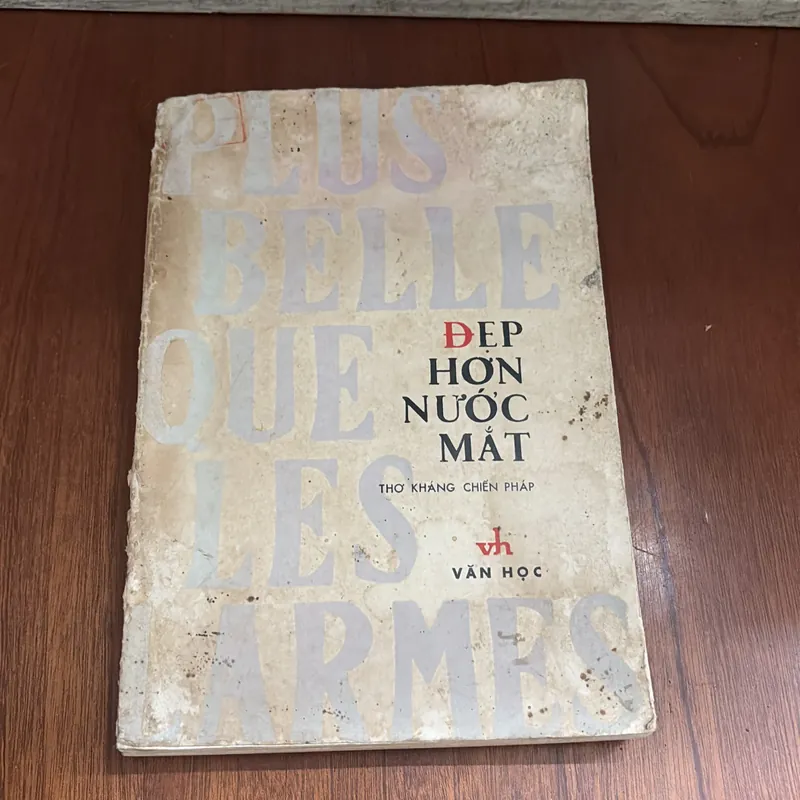 PLUS
BELLE
QUE
LES
LARMES
ĐẸP
HƠN
NƯỚC
MẮT
THƠ KHÁNG CHIẾN PHÁP
vh
VĂN HỌC